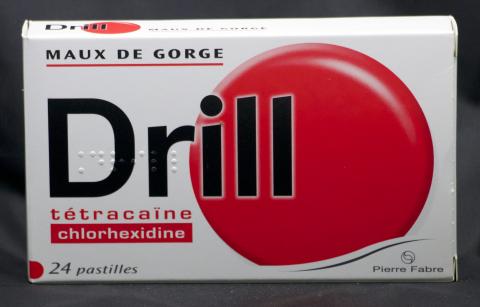 Drill MAUX DE GORGE
MAUX DE GORGE
Drill
tétracaïne
chlorhexidine
24 pastilles
Pierre Fabre